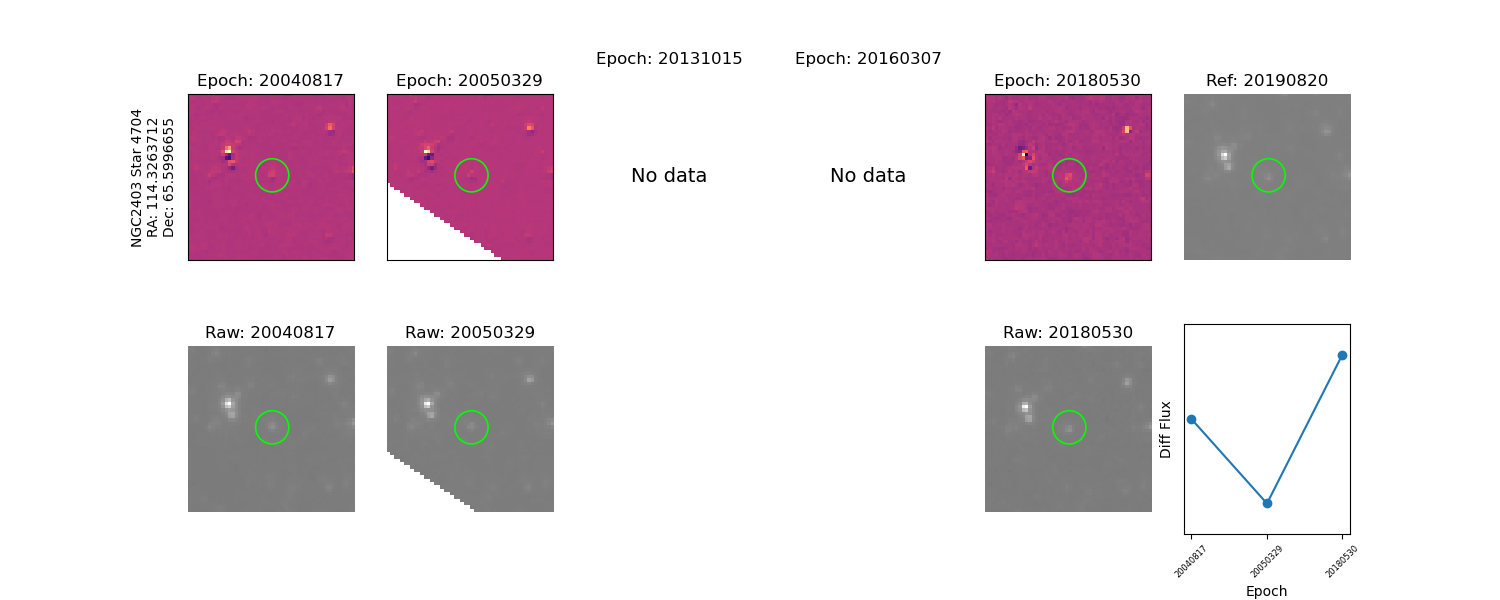 Epoch: 20040817
Epoch: 20050329
Epoch: 20131015
Epoch: 20160307
Epoch: 20180530
Ref: 20190820
NGC2403 Star 4704
RA: 114.3263712
Dec: 65.5996655
No data
No data
Raw: 20040817
Raw: 20050329
Raw: 20180530
Diff Flux
20040817
20050329
20180530
Epoch